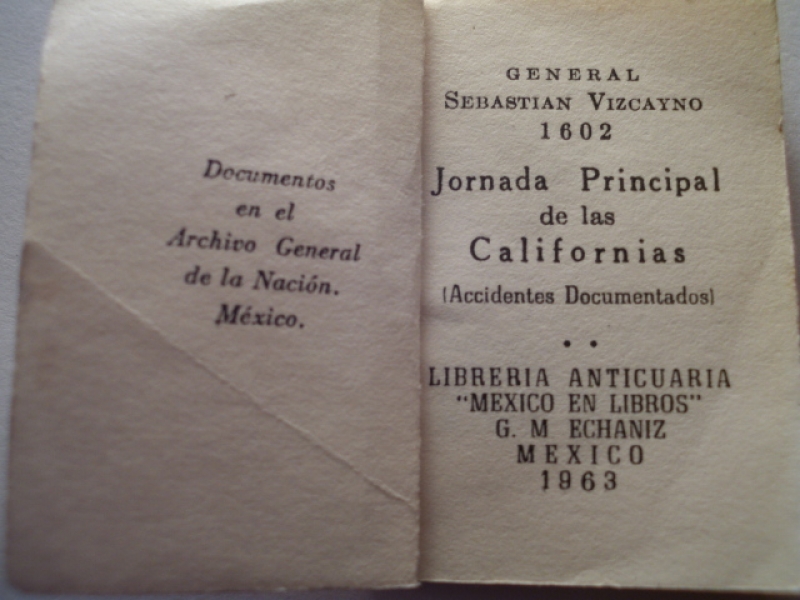 Documentos
en el
Archivo General
de la Nación.
México.
GENERAL
SEBASTIAN VIZCAYNO
1602
Jornada Principal
de las
Californias
(Accidentes Documentados)
• •
LIBRERIA ANTICUARIA
"MEXICO EN LIBROS"
G. M ECHANIZ
MEXICO
1963